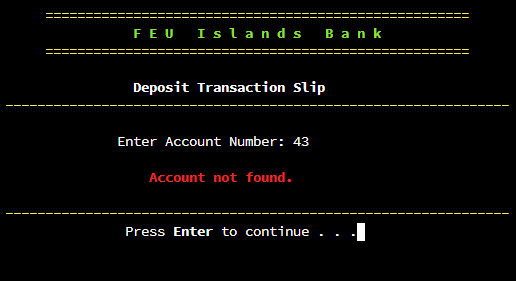 ==================================================
F E U   I s l a n d s   B a n k
==================================================
Deposit Transaction Slip
---------------------------------------------------------------
Enter Account Number: 43
Account not found.
---------------------------------------------------------------
Press Enter to continue . . .